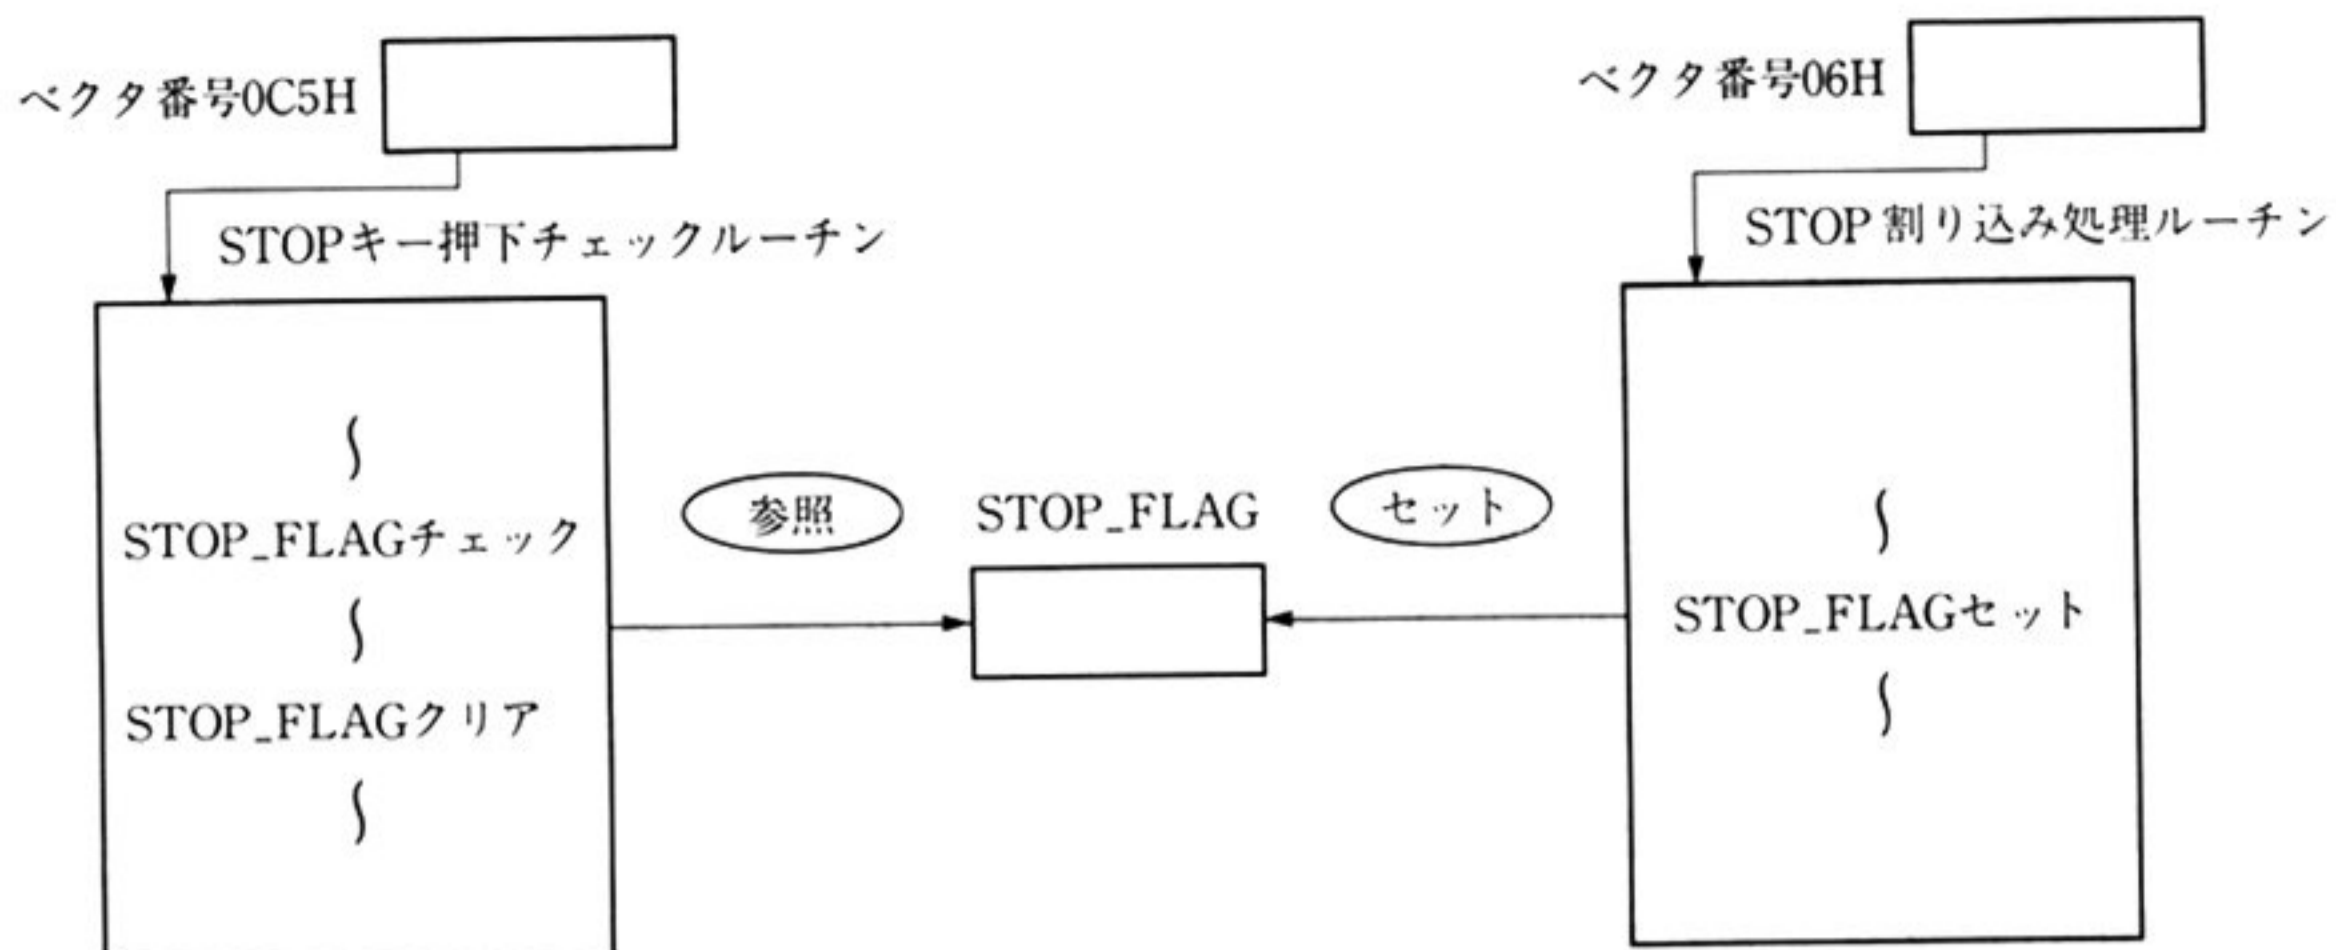 ベクタ番号0C5H
ベクタ番号06H
STOPキー押下チェックルーチン
STOP割り込み処理ルーチン
STOP_FLAGチェック
STOP_FLAGクリア
参照
STOP_FLAG
セット
STOP_FLAGセット